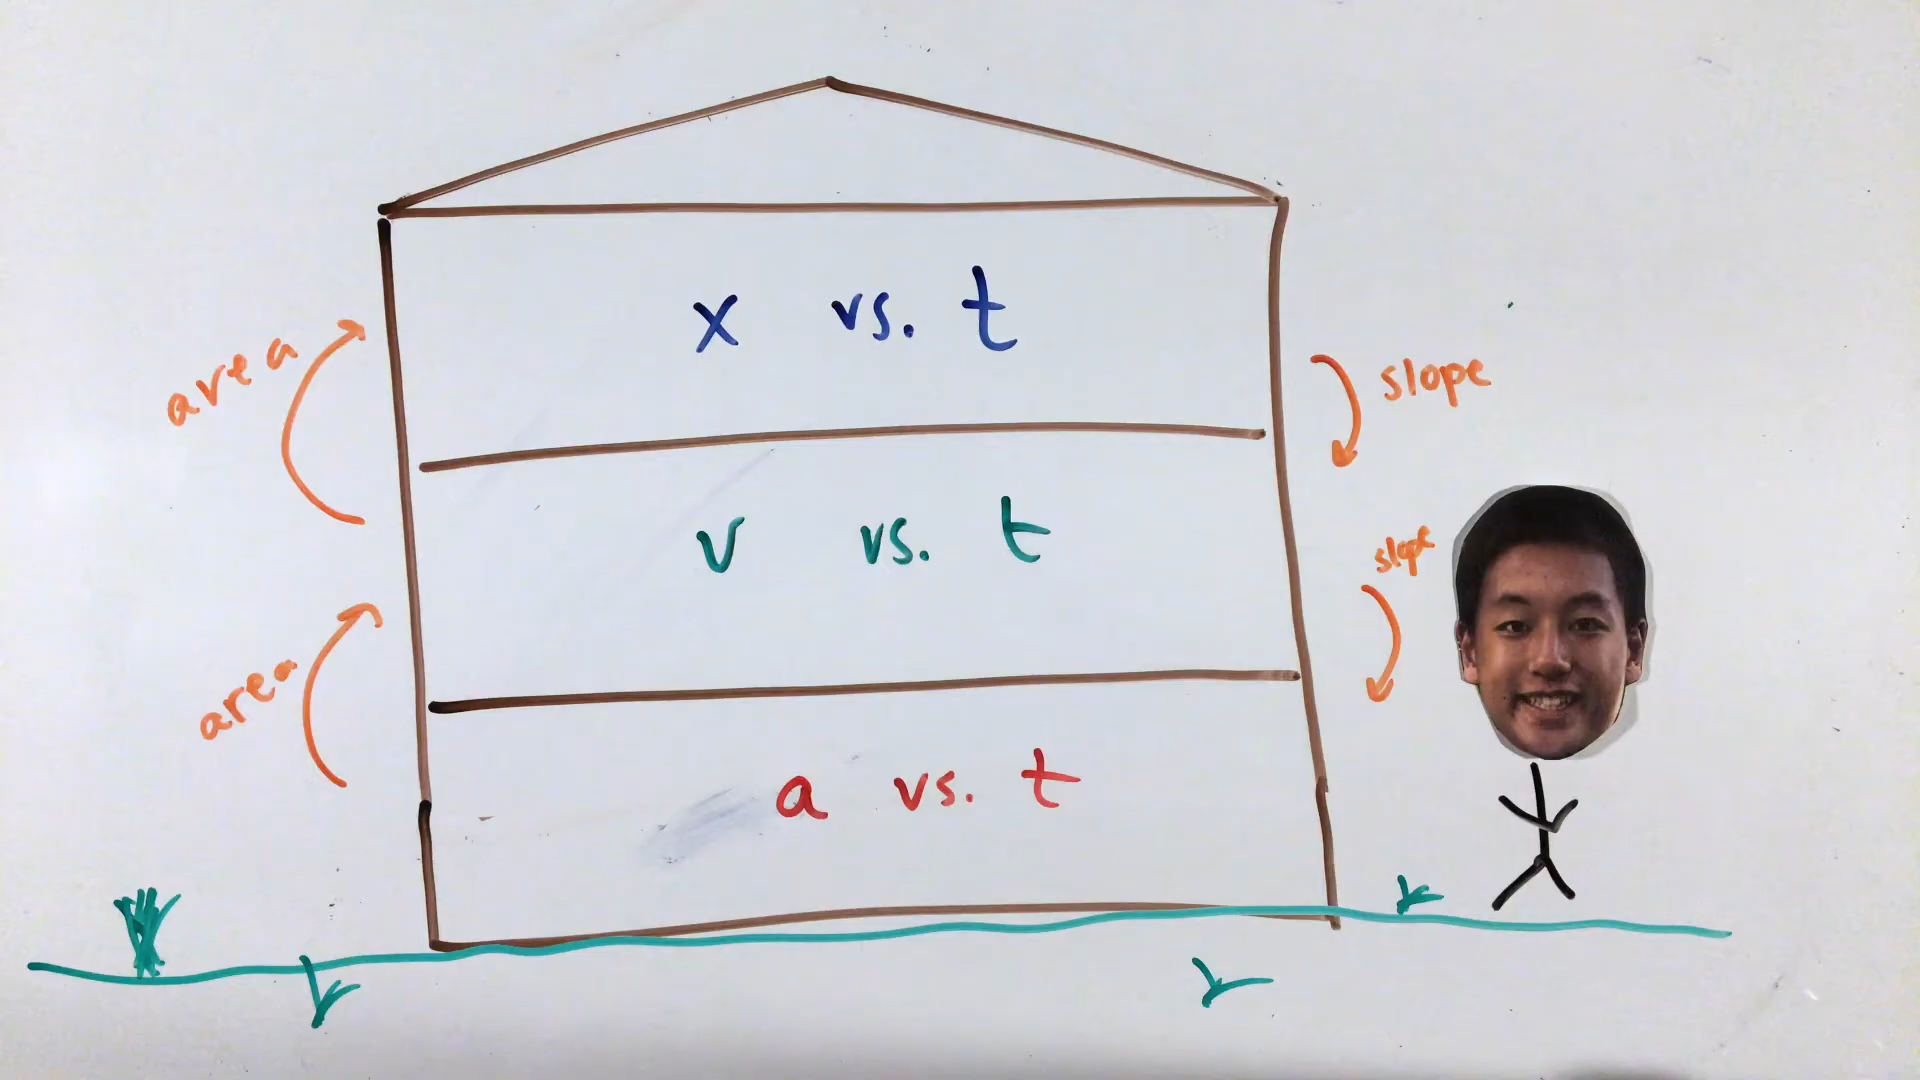 x vs. t
area
slope
v vs. t
slope
area
a vs. t